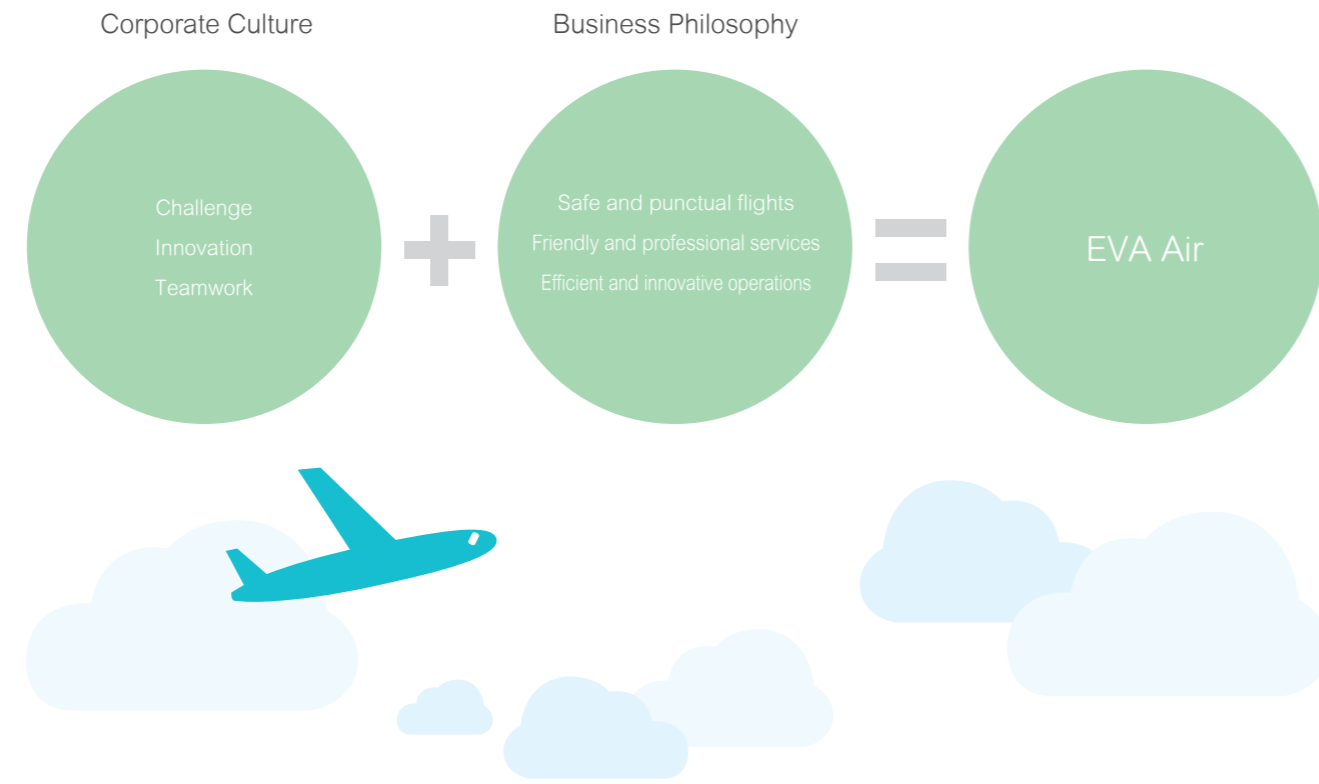 Corporate Culture
Business Philosophy
Challenge
Innovation
Teamwork
Safe and punctual flights
Friendly and professional services
Efficient and innovative operations
EVA Air